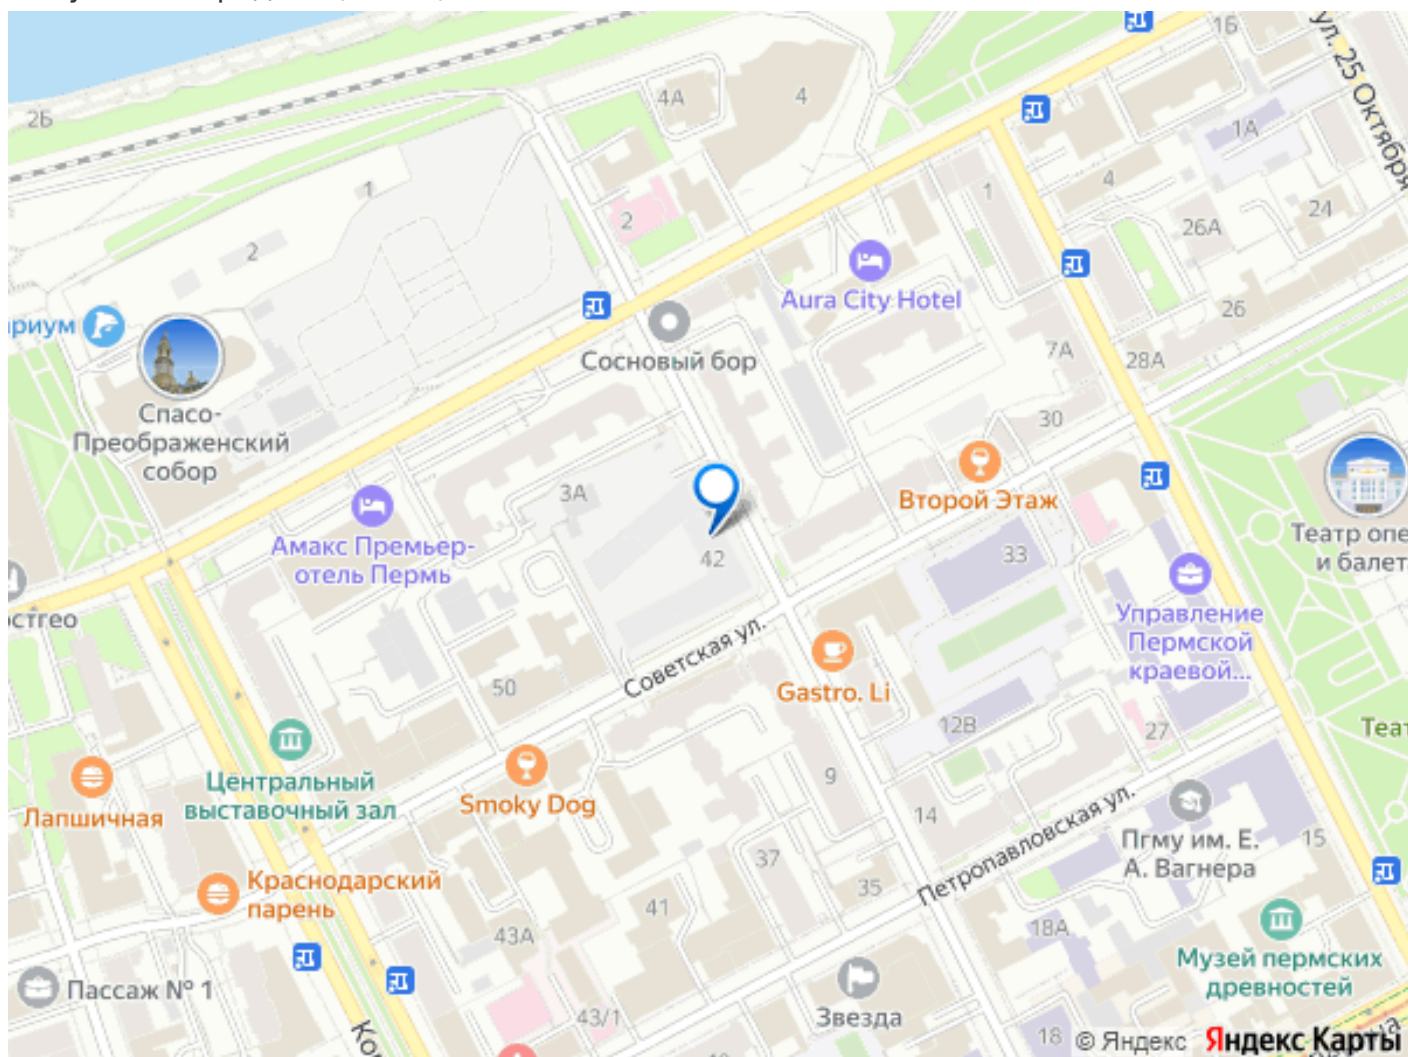 1Б
ул. 25 Октября
4А
4
2Б
1А
1
4
1
2
24
26А
2
Aura City Hotel
26
ариум
Сосновый бор
7А
28А
Спасо-
Преображенский
собор
30
3А
Второй Этаж
Амакс Премьер-
отель Пермь
42
33
Театр опе
и балет
Управление
Пермской
краевой...
стгео
Советская ул.
50
Gastro. Li
12В
27
Теат
Центральный
выставочный зал
Smoky Dog
9
Лапшичная
14
Петропавловская ул.
Пгму им. Е.
А. Вагнера
15
37
35
Краснодарский
парень
41
43А
18А
Музей пермских
древностей
Пассаж № 1
43/1
Звезда
Ко
18
© Яндекс
Яндекс Карты